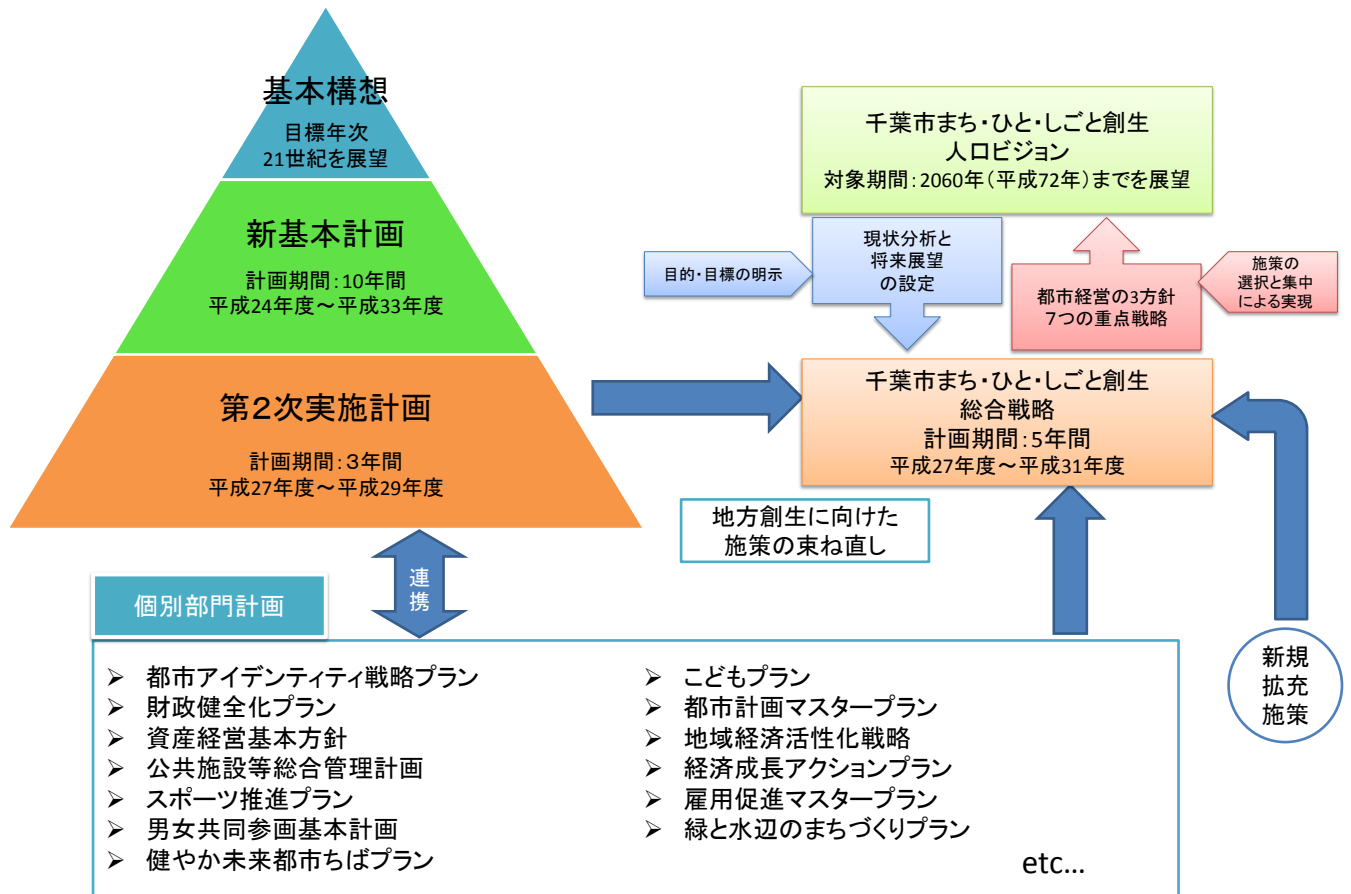 基本構想
目標年次
21世紀を展望
新基本計画
計画期間：10年間
平成24年度～平成33年度
第２次実施計画
計画期間：３年間
平成27年度～平成29年度
千葉市まち・ひと・しごと創生
人口ビジョン
対象期間：2060年（平成72年）までを展望
目的・目標の明示
現状分析と
将来展望
の設定
都市経営の3方針
７つの重点戦略
施策の
選択と集中
による実現
千葉市まち・ひと・しごと創生
総合戦略
計画期間：5年間
平成27年度～平成31年度
地方創生に向けた
施策の束ね直し
連
携
新規
拡充
施策
個別部門計画
➢ 都市アイデンティティ戦略プラン
➢ 財政健全化プラン
➢ 資産経営基本方針
➢ 公共施設等総合管理計画
➢ スポーツ推進プラン
➢ 男女共同参画基本計画
➢ 健やか未来都市ちばプラン
➢ こどもプラン
➢ 都市計画マスタープラン
➢ 地域経済活性化戦略
➢ 経済成長アクションプラン
➢ 雇用促進マスタープラン
➢ 緑と水辺のまちづくりプラン
etc…